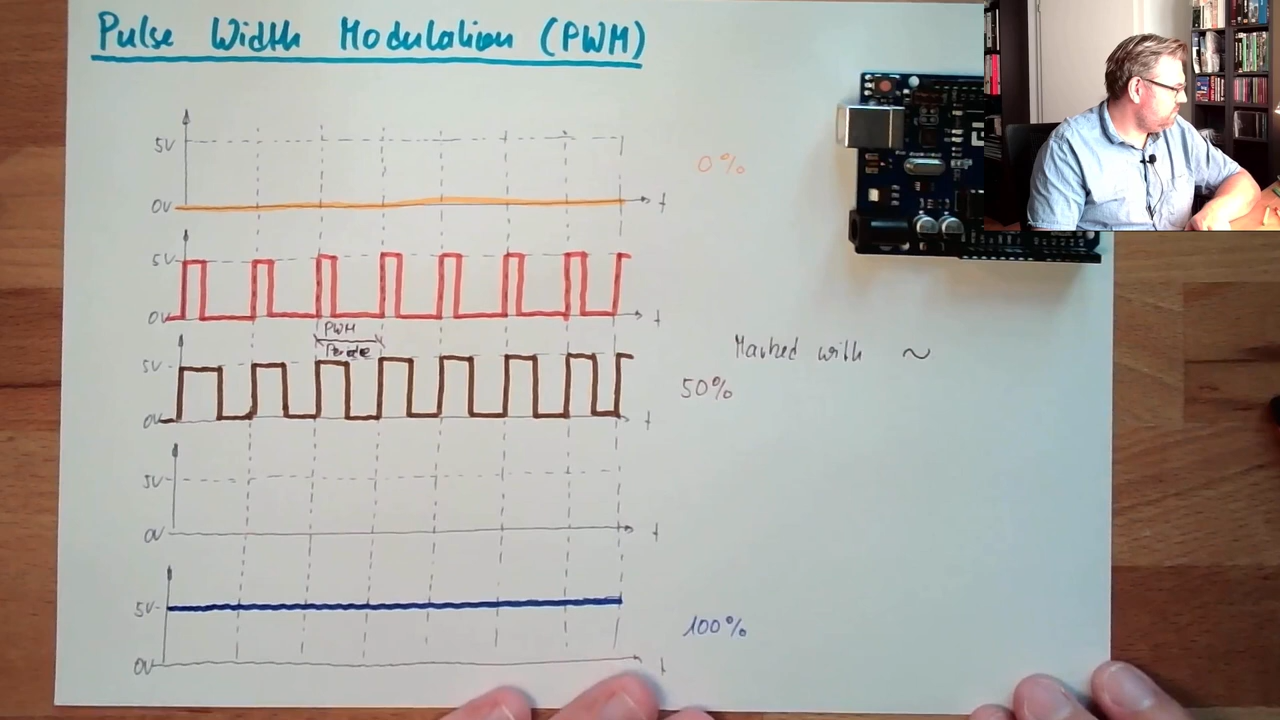 Pulse Width Modulation (PWM)
5V
0V
t
0%
5V
0V
t
PWM
Periode
5V
0V
t
50%
Marked with ~
5V
0V
t
5V
0V
t
100%